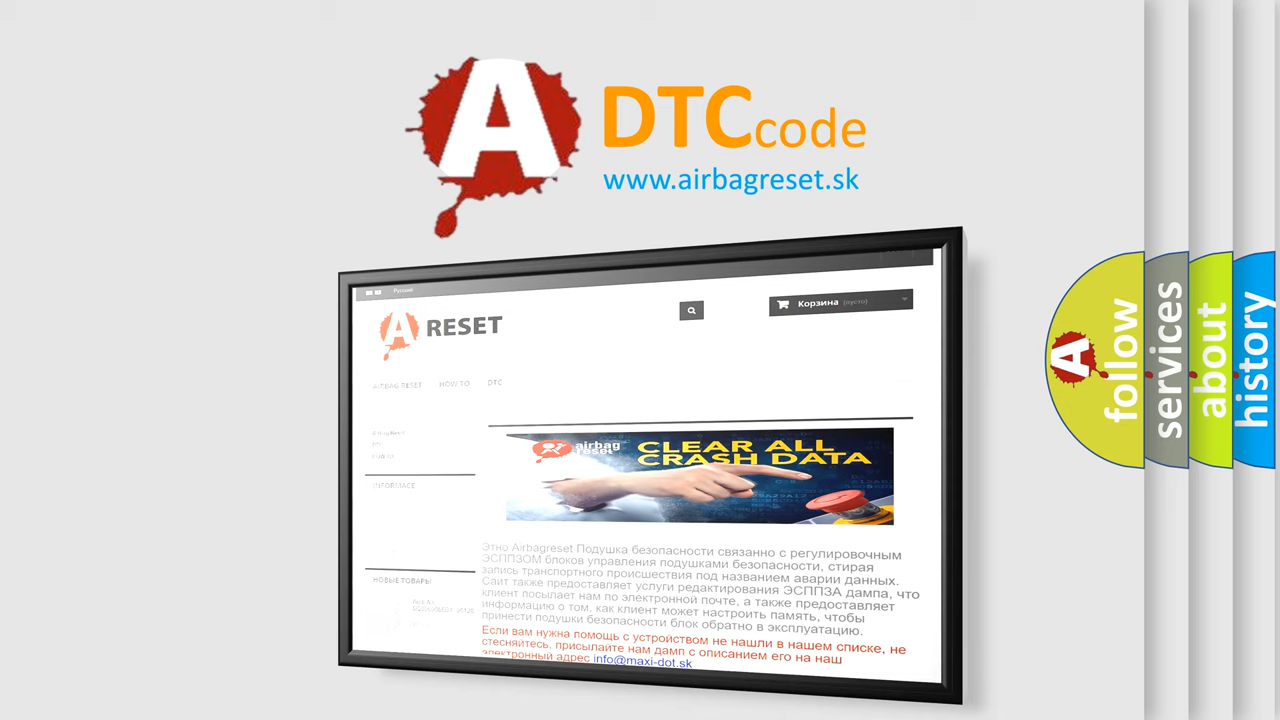 A
DTC code
www.airbagreset.sk
Русский
A RESET
Корзина (пусто)
AIRBAG RESET HOW TO DTC
Airbag Reset
INFORMACE
НОВЫЕ ТОВАРЫ
airbag
reset
CLEAR ALL
CRASH DATA
Этно Airbagreset Подушка безопасности связанно с регулировочным
ЭСППЗОМ блоков управления подушками безопасности, стирая
запись транспортного происшествия под названием аварии данных.
Сайт также предоставляет услуги редактирования ЭСППЗА дампа, что
клиент посылает нам по электронной почте, а также предоставляет
информацию о том, как клиент может настроить память, чтобы
принести подушки безопасности блок обратно в эксплуатацию.
Если вам нужна помощь с устройством не нашли в нашем списке, не
стесняйтесь, присылайте нам дамп с описанием его на наш
электронный адрес info@maxi-dot.sk
A
follow
services
about
history